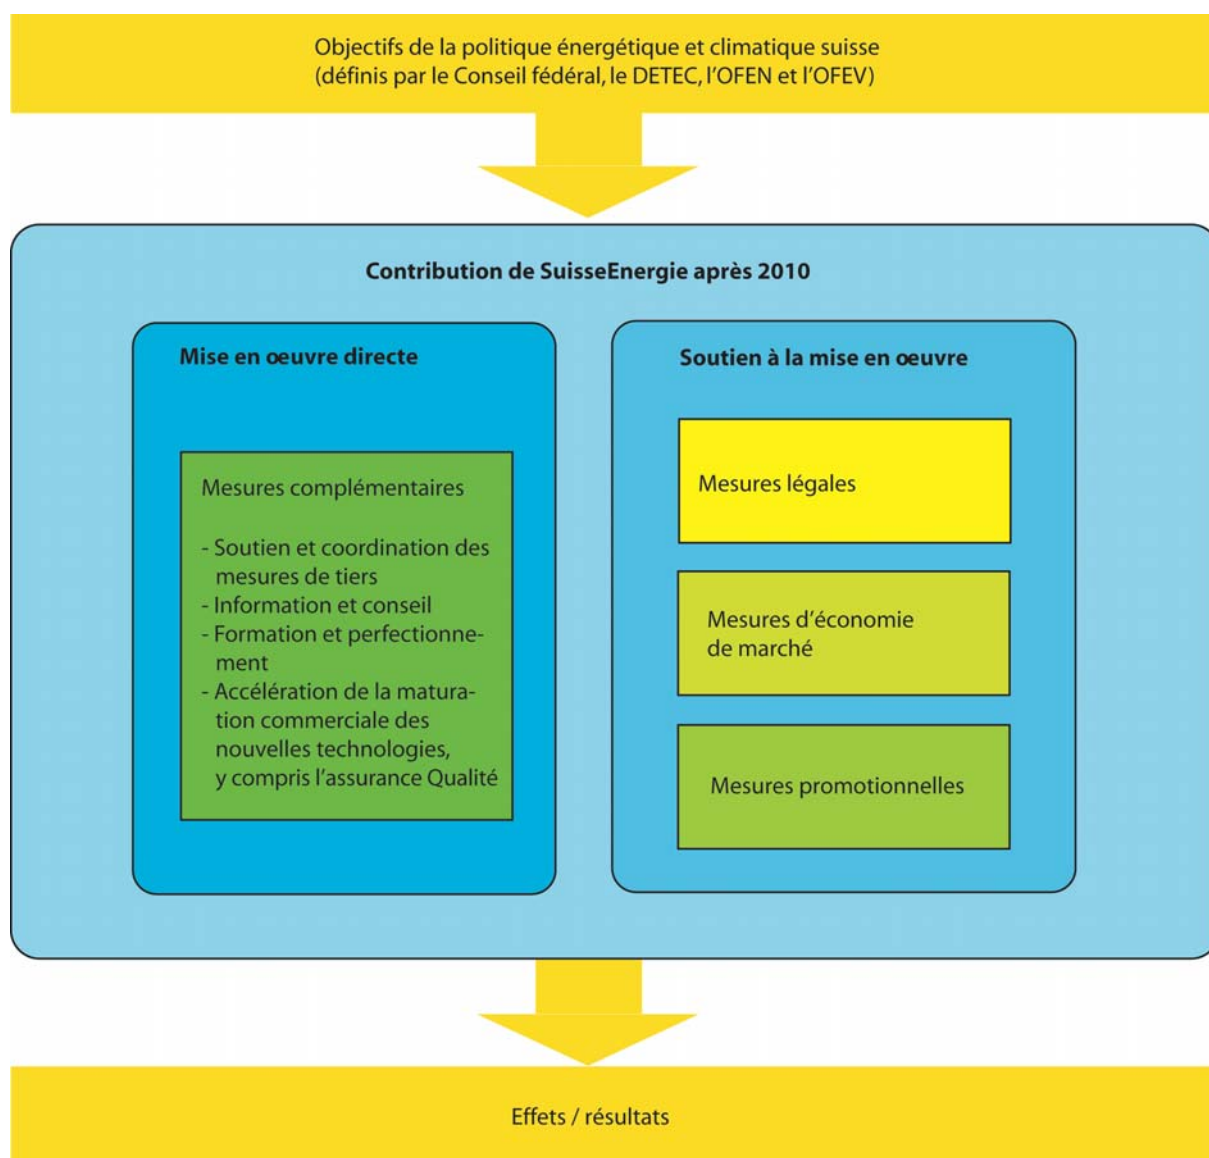 Objectifs de la politique énergétique et climatique suisse
(définis par le Conseil fédéral, le DETEC, l'OFEN et l'OFEV)
Contribution de SuisseEnergie après 2010
Mise en œuvre directe
Mesures complémentaires
- Soutien et coordination des
mesures de tiers
- Information et conseil
- Formation et perfectionne-
ment
- Accélération de la matura-
tion commerciale des
nouvelles technologies,
y compris l'assurance Qualité
Soutien à la mise en œuvre
Mesures légales
Mesures d'économie
de marché
Mesures promotionnelles
Effets / résultats